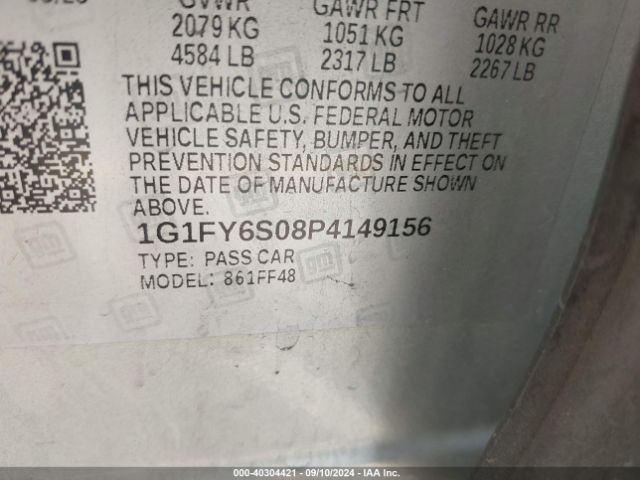 GVWR GAWR FRT GAWR RR
2079 KG 1051 KG 1028 KG
4584 LB 2317 LB 2267 LB
THIS VEHICLE CONFORMS TO ALL
APPLICABLE U.S. FEDERAL MOTOR
VEHICLE SAFETY, BUMPER, AND THEFT
PREVENTION STANDARDS IN EFFECT ON
THE DATE OF MANUFACTURE SHOWN
ABOVE.
1G1FY6S08P4149156
TYPE: PASS CAR
MODEL: 861FF48
000-40304421 - 09/10/2024 - IAA Inc.